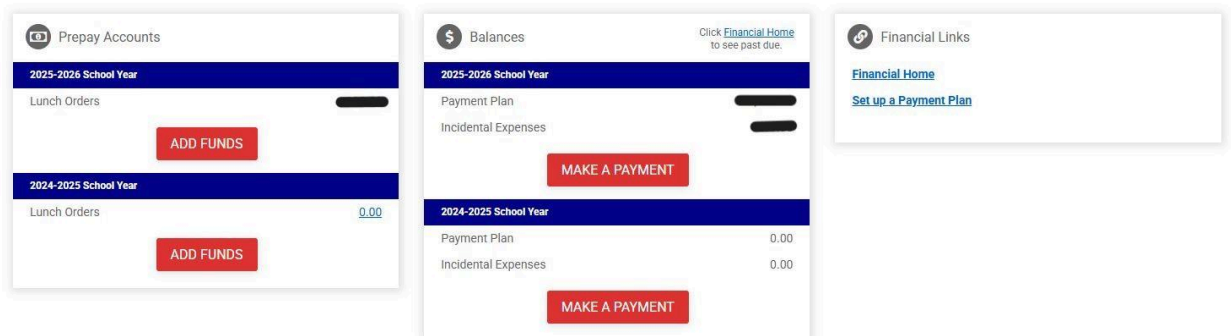 Prepay Accounts
2025-2026 School Year
Lunch Orders
ADD FUNDS
2024-2025 School Year
Lunch Orders 0.00
ADD FUNDS
Balances
Click Financial Home
to see past due.
2025-2026 School Year
Payment Plan
Incidental Expenses
MAKE A PAYMENT
2024-2025 School Year
Payment Plan 0.00
Incidental Expenses 0.00
MAKE A PAYMENT
Financial Links
Financial Home
Set up a Payment Plan